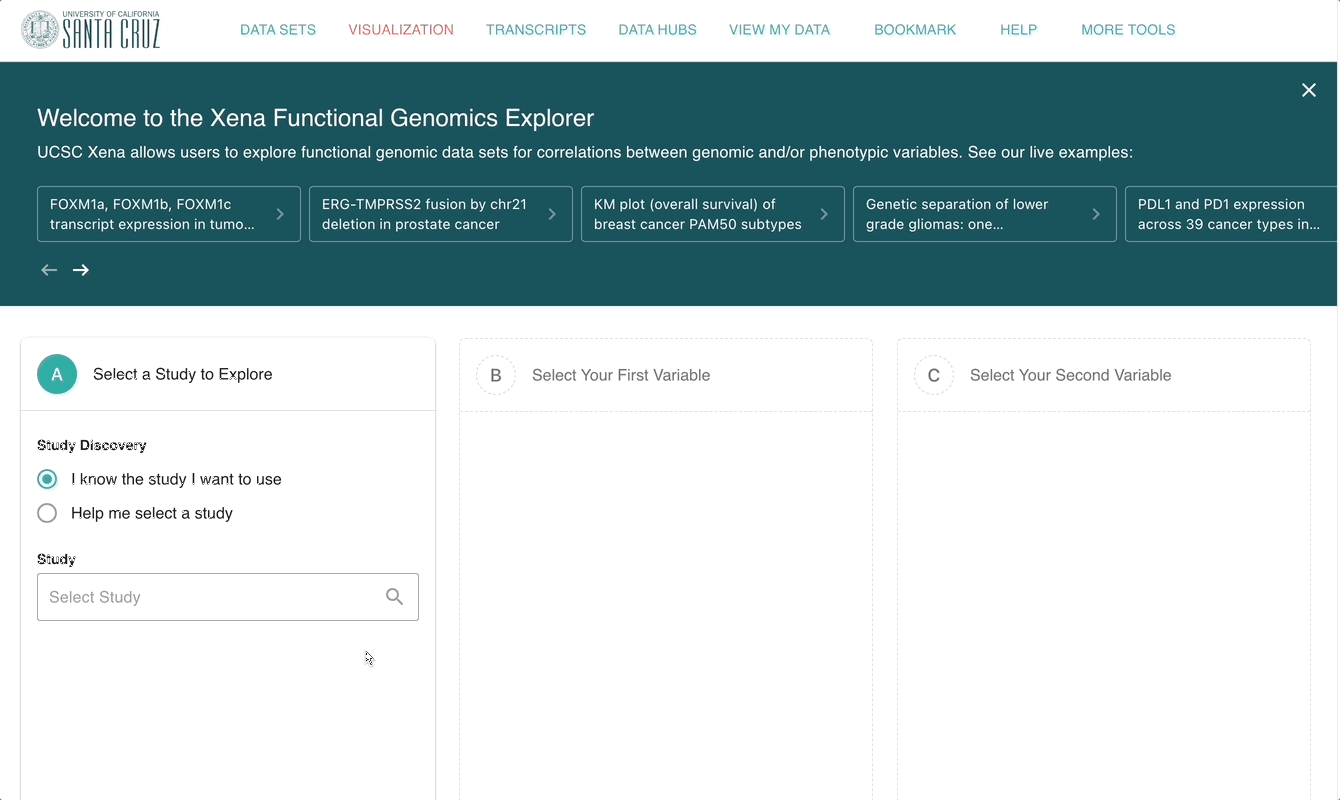 UNIVERSITY OF CALIFORNIA
SANTA CRUZ
DATA SETS VISUALIZATION TRANSCRIPTS DATA HUBS VIEW MY DATA BOOKMARK HELP MORE TOOLS
Welcome to the Xena Functional Genomics Explorer
UCSC Xena allows users to explore functional genomic data sets for correlations between genomic and/or phenotypic variables. See our live examples:
FOXM1a, FOXM1b, FOXM1c
transcript expression in tumo...
ERG-TMPRSS2 fusion by chr21
deletion in prostate cancer
KM plot (overall survival) of
breast cancer PAM50 subtypes
Genetic separation of lower
grade gliomas: one...
PDL1 and PD1 expression
across 39 cancer types in...
A Select a Study to Explore
Study Discovery
I know the study I want to use
Help me select a study
Study
Select Study
B Select Your First Variable
C Select Your Second Variable